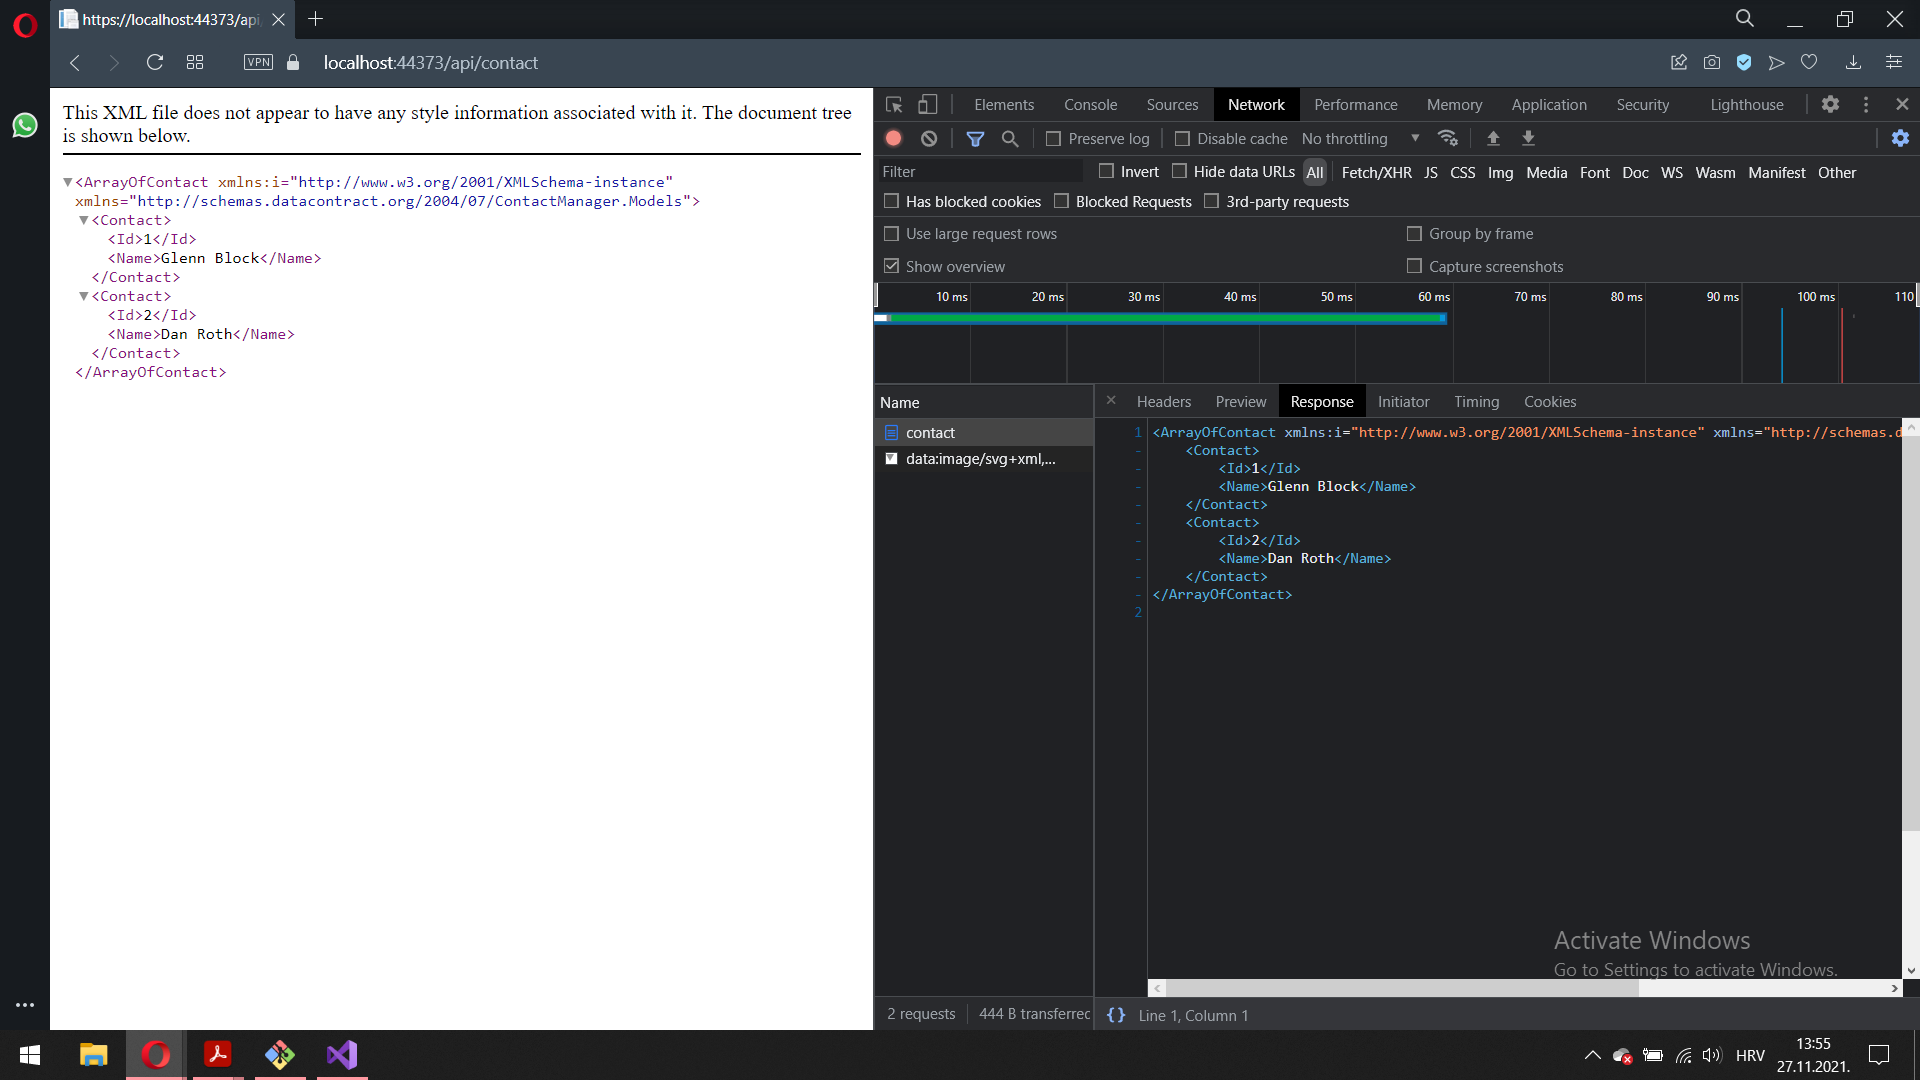 https://localhost:44373/api
VPN
localhost:44373/api/contact
This XML file does not appear to have any style information associated with it. The document tree
is shown below.
<ArrayOfContact xmlns:i="http://www.w3.org/2001/XMLSchema-instance"
xmlns="http://schemas.datacontract.org/2004/07/ContactManager.Models">
<Contact>
<Id>1</Id>
<Name>Glenn Block</Name>
</Contact>
<Contact>
<Id>2</Id>
<Name>Dan Roth</Name>
</Contact>
</ArrayOfContact>
Elements Console Sources Network Performance Memory Application Security Lighthouse
Preserve log Disable cache No throttling
Filter Invert Hide data URLs All Fetch/XHR JS CSS Img Media Font Doc WS Wasm Manifest Other
Has blocked cookies Blocked Requests 3rd-party requests
Use large request rows Group by frame
Show overview Capture screenshots
10 ms 20 ms 30 ms 40 ms 50 ms 60 ms 70 ms 80 ms 90 ms 100 ms 110
Name
contact
data:image/svg+xml,...
Headers Preview Response Initiator Timing Cookies
1 <ArrayOfContact xmlns:i="http://www.w3.org/2001/XMLSchema-instance" xmlns="http://schemas.d
- <Contact>
- <Id>1</Id>
- <Name>Glenn Block</Name>
- </Contact>
- <Contact>
- <Id>2</Id>
- <Name>Dan Roth</Name>
- </Contact>
- </ArrayOfContact>
2
Activate Windows
Go to Settings to activate Windows.
2 requests 444 B transferrec
{} Line 1, Column 1
HRV
13:55
27.11.2021.